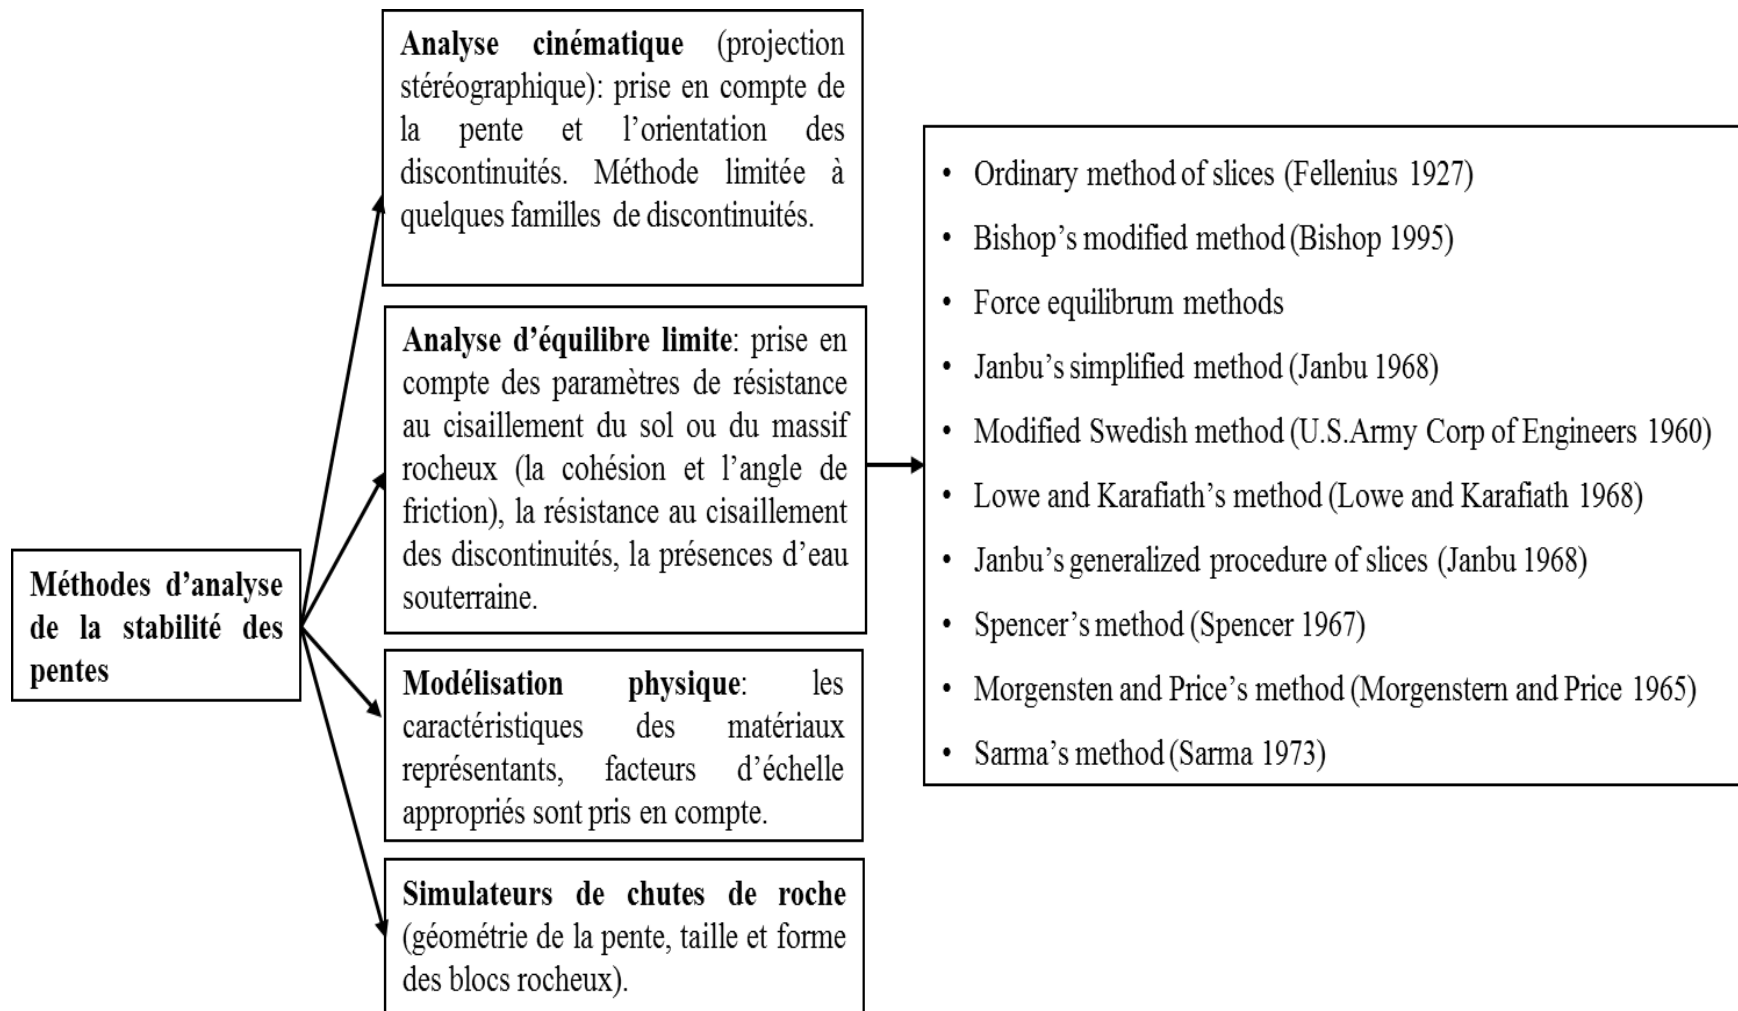 Méthodes d'analyse
de la stabilité des
pentes
Analyse cinématique (projection
stéréographique): prise en compte de
la pente et l'orientation des
discontinuités. Méthode limitée à
quelques familles de discontinuités.
Analyse d'équilibre limite: prise en
compte des paramètres de résistance
au cisaillement du sol ou du massif
rocheux (la cohésion et l'angle de
friction), la résistance au cisaillement
des discontinuités, la présences d'eau
souterraine.
Modélisation physique: les
caractéristiques des matériaux
représentants, facteurs d'échelle
appropriés sont pris en compte.
Simulateurs de chutes de roche
(géométrie de la pente, taille et forme
des blocs rocheux).
• Ordinary method of slices (Fellenius 1927)
• Bishop's modified method (Bishop 1995)
• Force equilibrum methods
• Janbu's simplified method (Janbu 1968)
• Modified Swedish method (U.S.Army Corp of Engineers 1960)
• Lowe and Karafiath's method (Lowe and Karafiath 1968)
• Janbu's generalized procedure of slices (Janbu 1968)
• Spencer's method (Spencer 1967)
• Morgensten and Price's method (Morgenstern and Price 1965)
• Sarma's method (Sarma 1973)